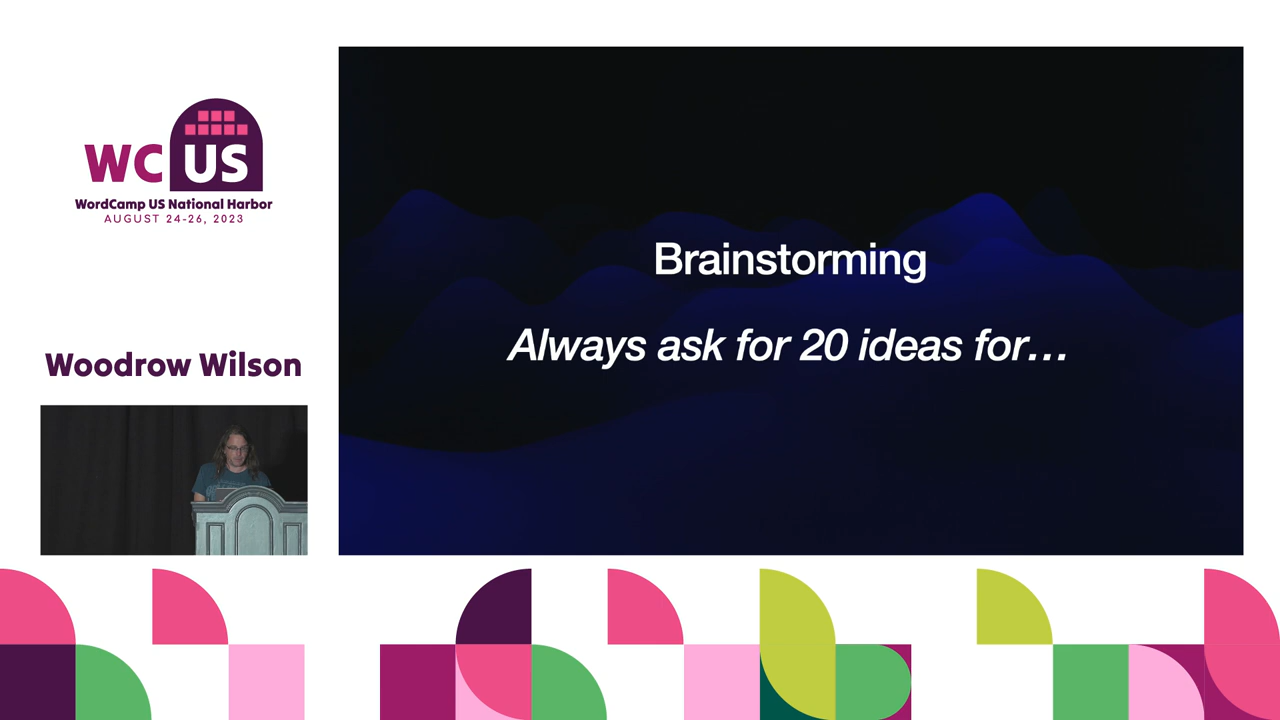 WC US
WordCamp US National Harbor
AUGUST 24-26, 2023
Woodrow Wilson
Brainstorming
Always ask for 20 ideas for…